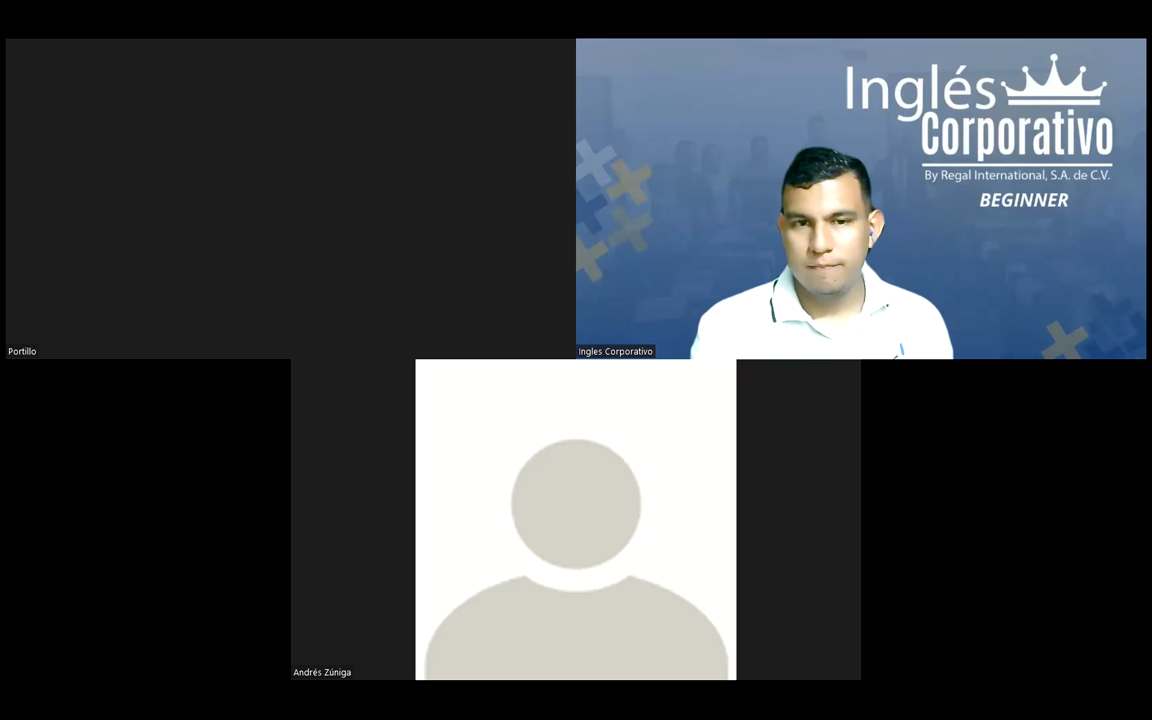 Inglés
Corporativo
By Regal International, S.A. de C.V.
BEGINNER
Portillo
Ingles Corporativo
Andrés Zúniga